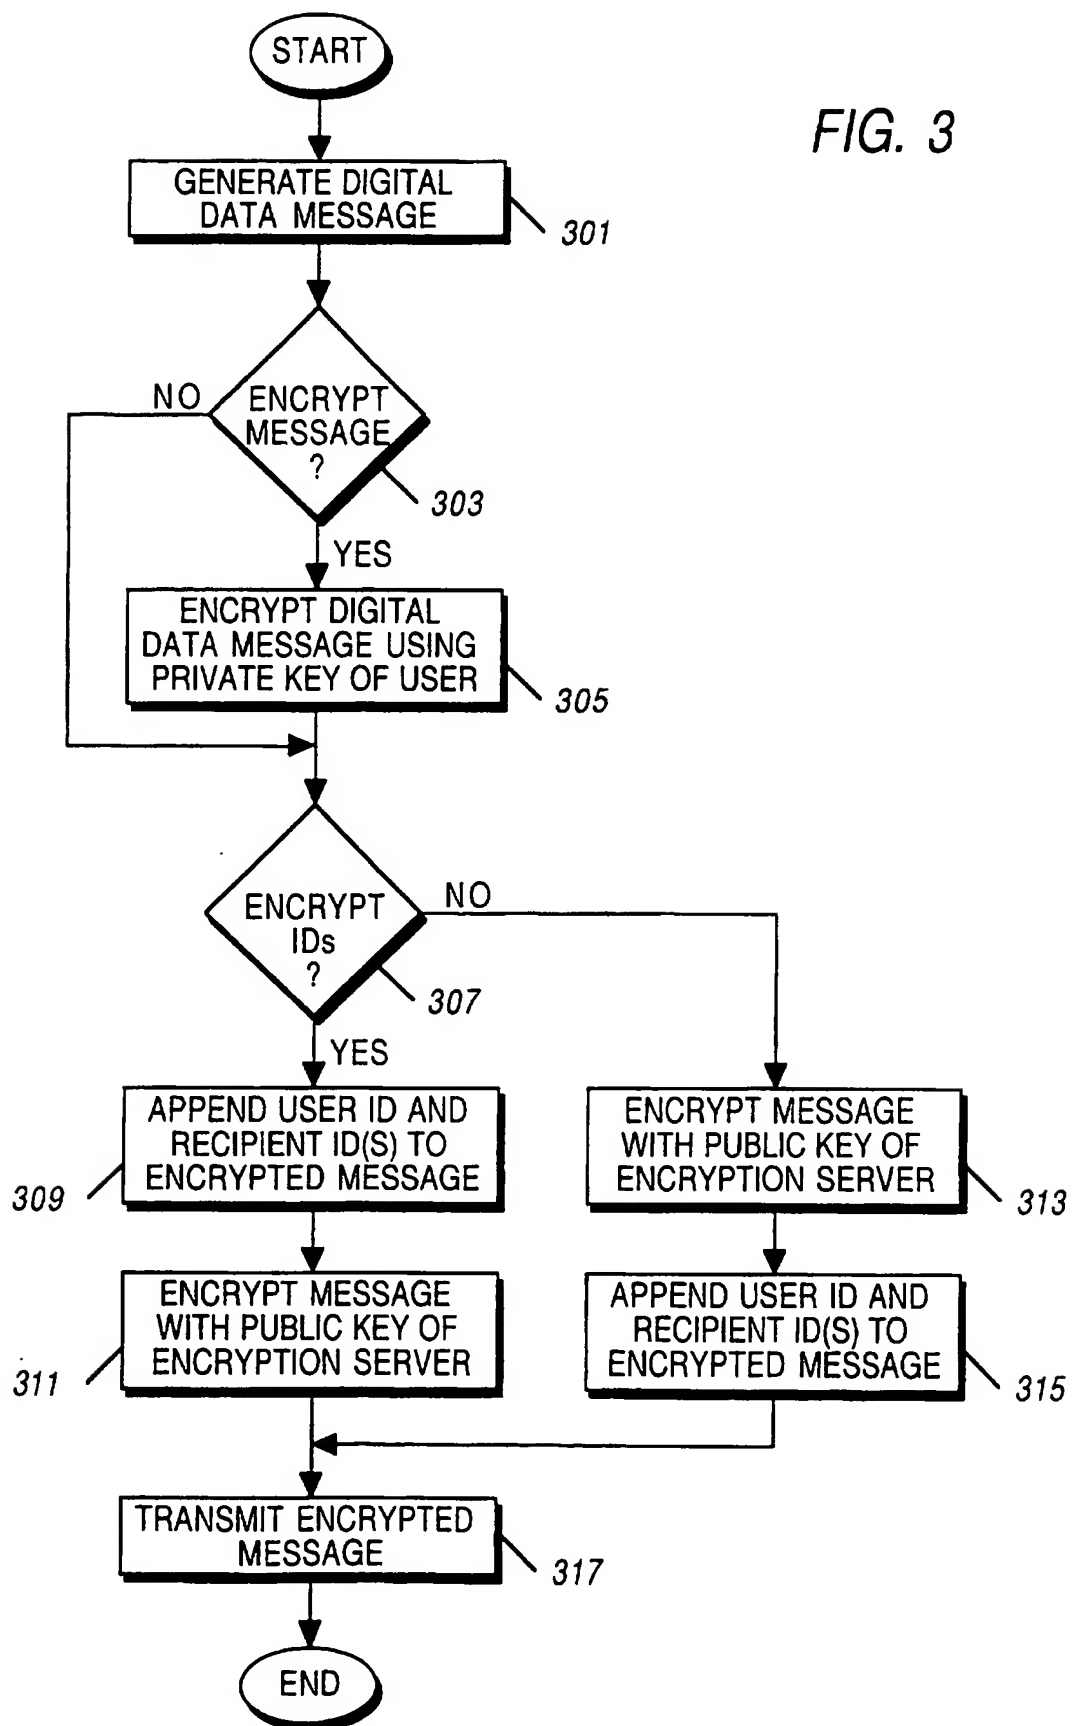 START
FIG. 3
GENERATE DIGITAL
DATA MESSAGE
301
NO
ENCRYPT
MESSAGE
?
303
YES
ENCRYPT DIGITAL
DATA MESSAGE USING
PRIVATE KEY OF USER
305
ENCRYPT
IDs
?
NO
307
YES
APPEND USER ID AND
RECIPIENT ID(S) TO
ENCRYPTED MESSAGE
309
ENCRYPT MESSAGE
WITH PUBLIC KEY OF
ENCRYPTION SERVER
313
ENCRYPT MESSAGE
WITH PUBLIC KEY OF
ENCRYPTION SERVER
311
APPEND USER ID AND
RECIPIENT ID(S) TO
ENCRYPTED MESSAGE
315
TRANSMIT ENCRYPTED
MESSAGE
317
END